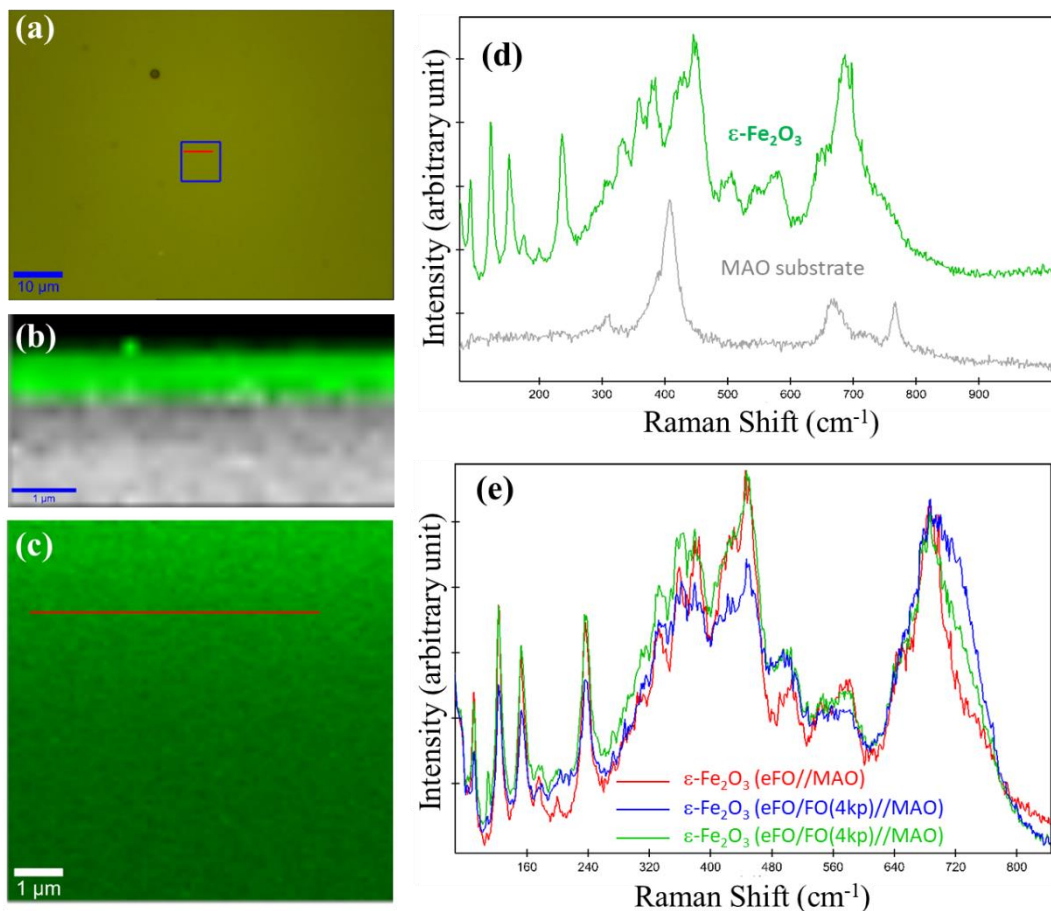 (a)
10 µm
(b)
1 µm
(c)
1 µm
(d)
ε-Fe₂O₃
MAO substrate
Intensity (arbitrary unit)
200 300 400 500 600 700 800 900
Raman Shift (cm⁻¹)
(e)
Intensity (arbitrary unit)
ε-Fe₂O₃ (eFO//MAO)
ε-Fe₂O₃ (eFO/FO(4kp)//MAO)
ε-Fe₂O₃ (eFO/FO(4kp)//MAO)
160 240 320 400 480 560 640 720 800
Raman Shift (cm⁻¹)